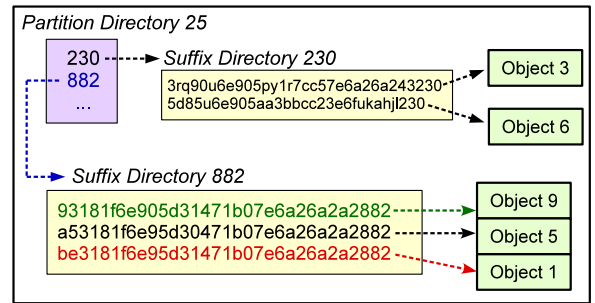 Partition Directory 25
230
882
...
Suffix Directory 230
3rq90u6e905py1r7cc57e6a26a243230
5d85u6e905aa3bbcc23e6fukahjl230
Object 3
Object 6
Suffix Directory 882
93181f6e905d31471b07e6a26a2a2882
a53181f6e95d30471b07e6a26a2a2882
be3181f6e95d31471b07e6a26a2a2882
Object 9
Object 5
Object 1